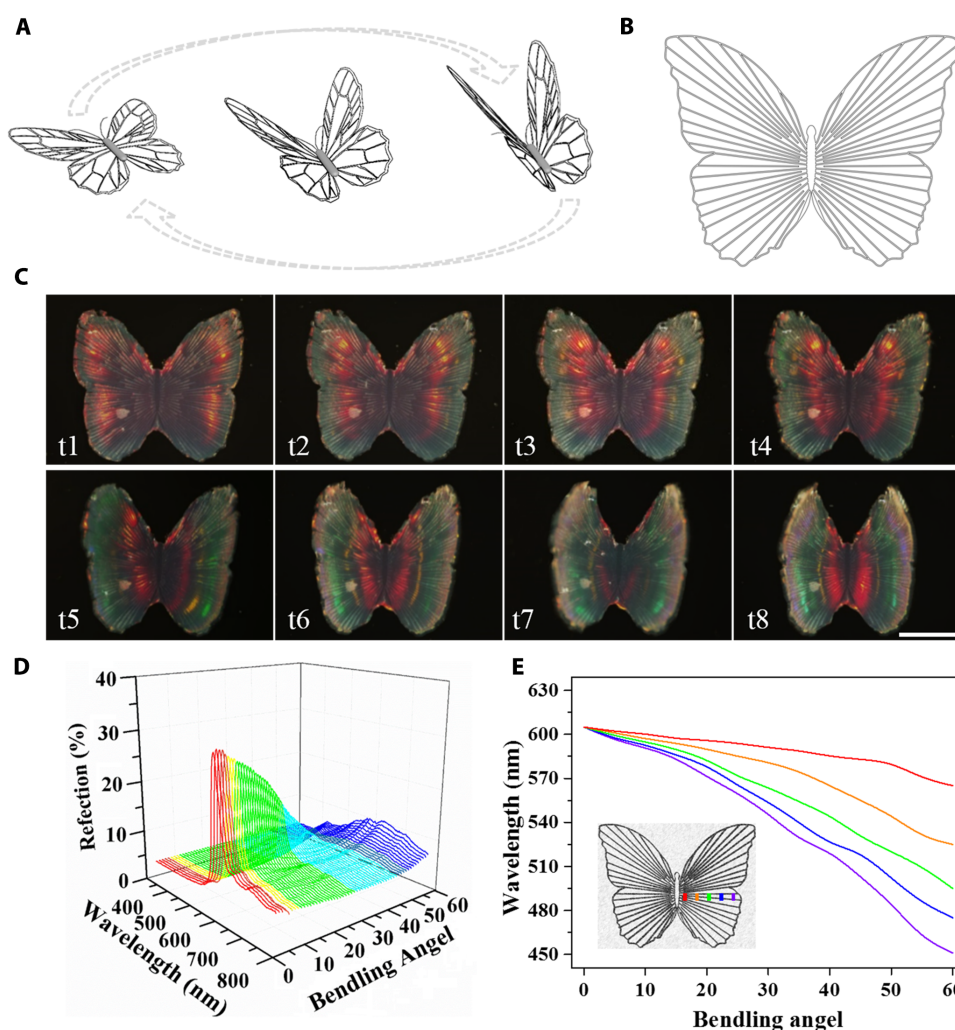 A
B
C
t1
t2
t3
t4
t5
t6
t7
t8
D
40
30
20
10
0
Refection (%)
400
500
600
700
800
Wavelength (nm)
0
10
20
30
40
50
60
Bendling Angel
E
630
600
570
540
510
480
450
Wavelength (nm)
0
10
20
30
40
50
60
Bendling angel